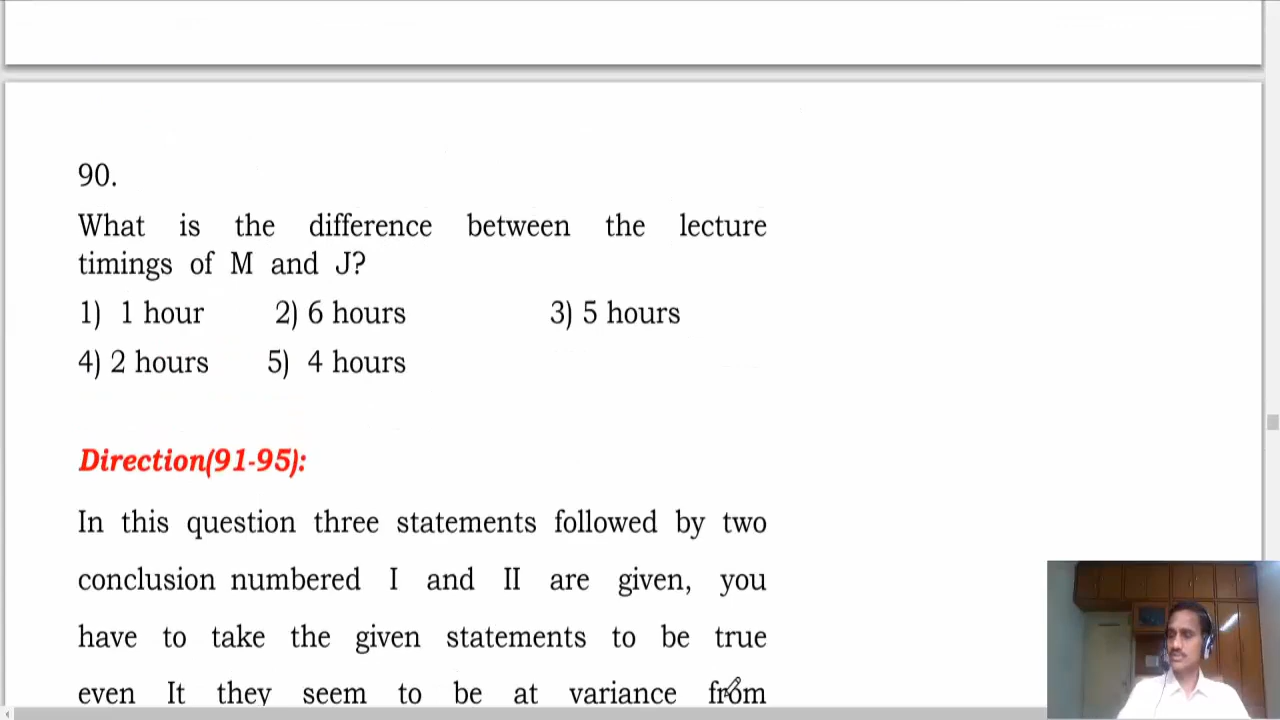 90.
What is the difference between the lecture
timings of M and J?
1) 1 hour 2) 6 hours 3) 5 hours
4) 2 hours 5) 4 hours
Direction(91-95):
In this question three statements followed by two
conclusion numbered I and II are given, you
have to take the given statements to be true
even It they seem to be at variance from